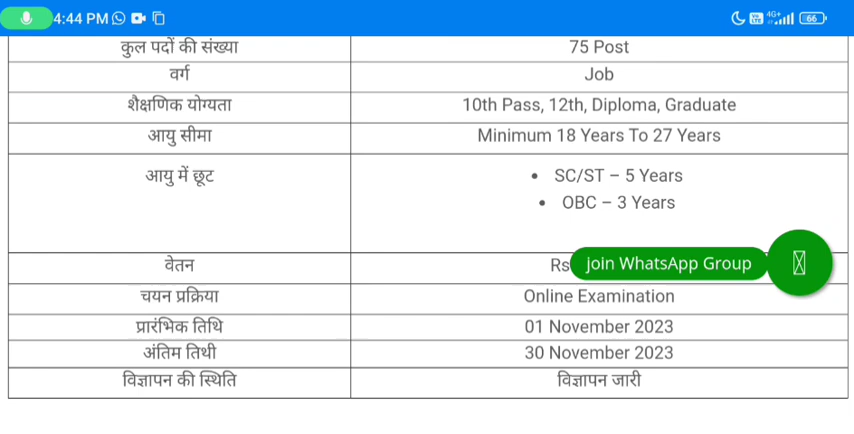 4:44 PM
4G+
66
कुल पदों की संख्या 75 Post
वर्ग Job
शैक्षणिक योग्यता 10th Pass, 12th, Diploma, Graduate
आयु सीमा Minimum 18 Years To 27 Years
आयु में छूट
• SC/ST – 5 Years
• OBC – 3 Years
वेतन Rs
join WhatsApp Group
चयन प्रक्रिया Online Examination
प्रारंभिक तिथि 01 November 2023
अंतिम तिथी 30 November 2023
विज्ञापन की स्थिति विज्ञापन जारी